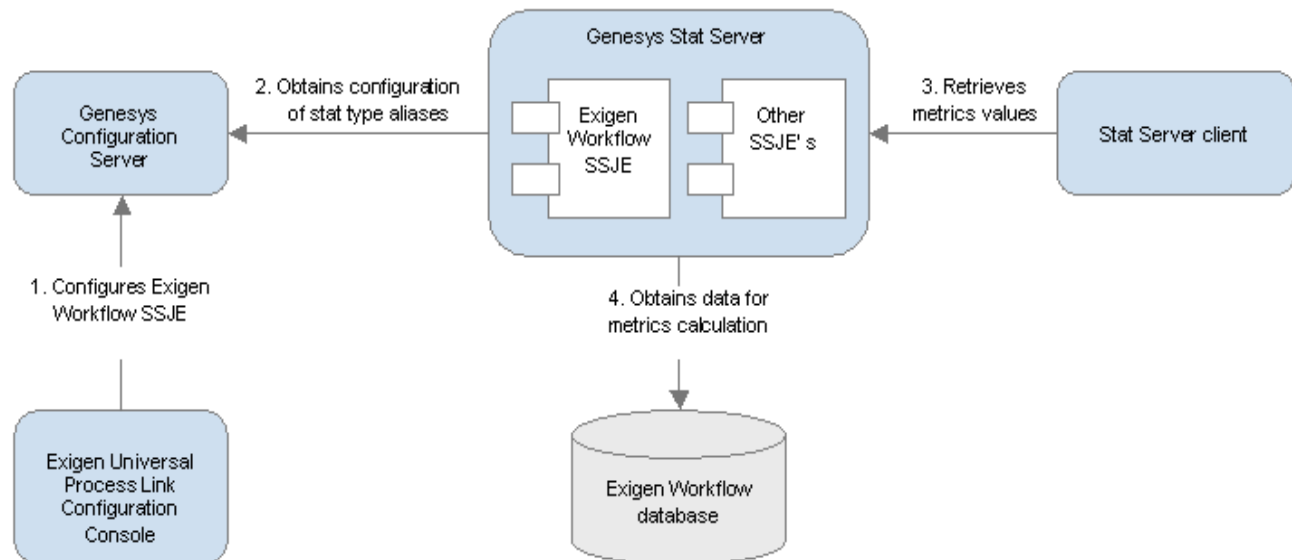 Genesys Stat Server
Genesys
Configuration
Server
2. Obtains configuration
of stat type aliases
Exigen
Workflow
SSJE
Other
SSJE' s
3. Retrieves
metrics values
Stat Server client
1. Configures Exigen
Workflow SSJE
4. Obtains data for
metrics calculation
Exigen Universal
Process Link
Configuration
Console
Exigen Workflow
database